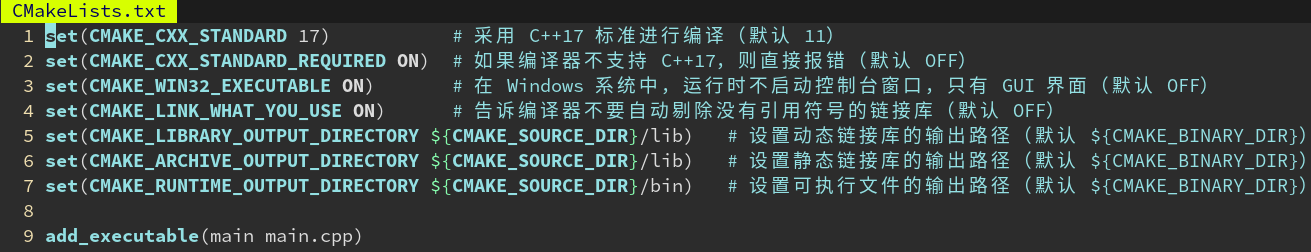 CMakeLists.txt
1 set(CMAKE_CXX_STANDARD 17)            # 采用 C++17 标准进行编译（默认 11）
2 set(CMAKE_CXX_STANDARD_REQUIRED ON)  # 如果编译器不支持 C++17，则直接报错（默认 OFF）
3 set(CMAKE_WIN32_EXECUTABLE ON)       # 在 Windows 系统中，运行时不启动控制台窗口，只有 GUI 界面（默认 OFF）
4 set(CMAKE_LINK_WHAT_YOU_USE ON)      # 告诉编译器不要自动剔除没有引用符号的链接库（默认 OFF）
5 set(CMAKE_LIBRARY_OUTPUT_DIRECTORY ${CMAKE_SOURCE_DIR}/lib)   # 设置动态链接库的输出路径（默认 ${CMAKE_BINARY_DIR}）
6 set(CMAKE_ARCHIVE_OUTPUT_DIRECTORY ${CMAKE_SOURCE_DIR}/lib)   # 设置静态链接库的输出路径（默认 ${CMAKE_BINARY_DIR}）
7 set(CMAKE_RUNTIME_OUTPUT_DIRECTORY ${CMAKE_SOURCE_DIR}/bin)   # 设置可执行文件的输出路径（默认 ${CMAKE_BINARY_DIR}）
8
9 add_executable(main main.cpp)